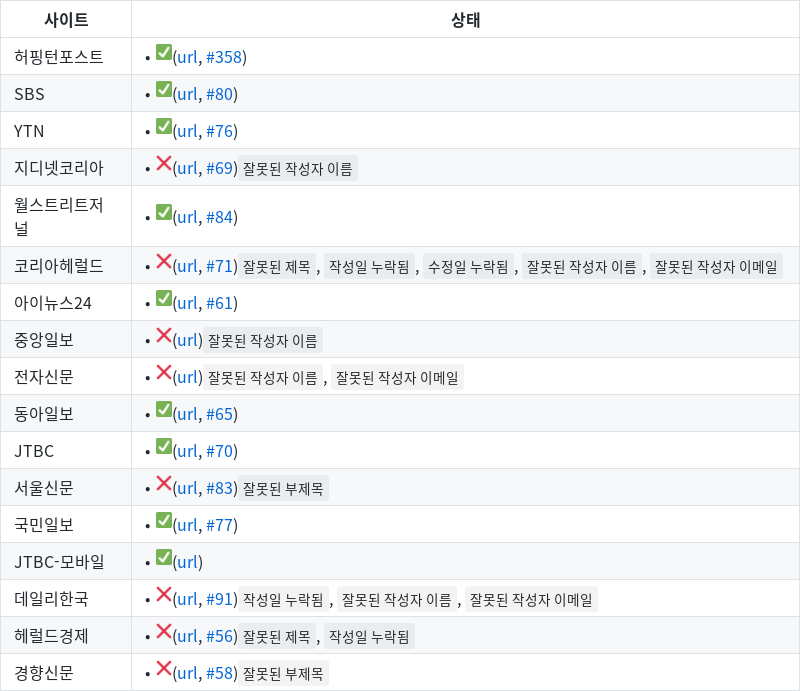 사이트 상태
허핑턴포스트 • ✅(url, #358)
SBS • ✅(url, #80)
YTN • ✅(url, #76)
지디넷코리아 • ❌(url, #69) 잘못된 작성자 이름
월스트리트저
널 • ✅(url, #84)
코리아헤럴드 • ❌(url, #71) 잘못된 제목 , 작성일 누락됨 , 수정일 누락됨 , 잘못된 작성자 이름 , 잘못된 작성자 이메일
아이뉴스24 • ✅(url, #61)
중앙일보 • ❌(url) 잘못된 작성자 이름
전자신문 • ❌(url) 잘못된 작성자 이름 , 잘못된 작성자 이메일
동아일보 • ✅(url, #65)
JTBC • ✅(url, #70)
서울신문 • ❌(url, #83) 잘못된 부제목
국민일보 • ✅(url, #77)
JTBC-모바일 • ✅(url)
데일리한국 • ❌(url, #91) 작성일 누락됨 , 잘못된 작성자 이름 , 잘못된 작성자 이메일
헤럴드경제 • ❌(url, #56) 잘못된 제목 , 작성일 누락됨
경향신문 • ❌(url, #58) 잘못된 부제목